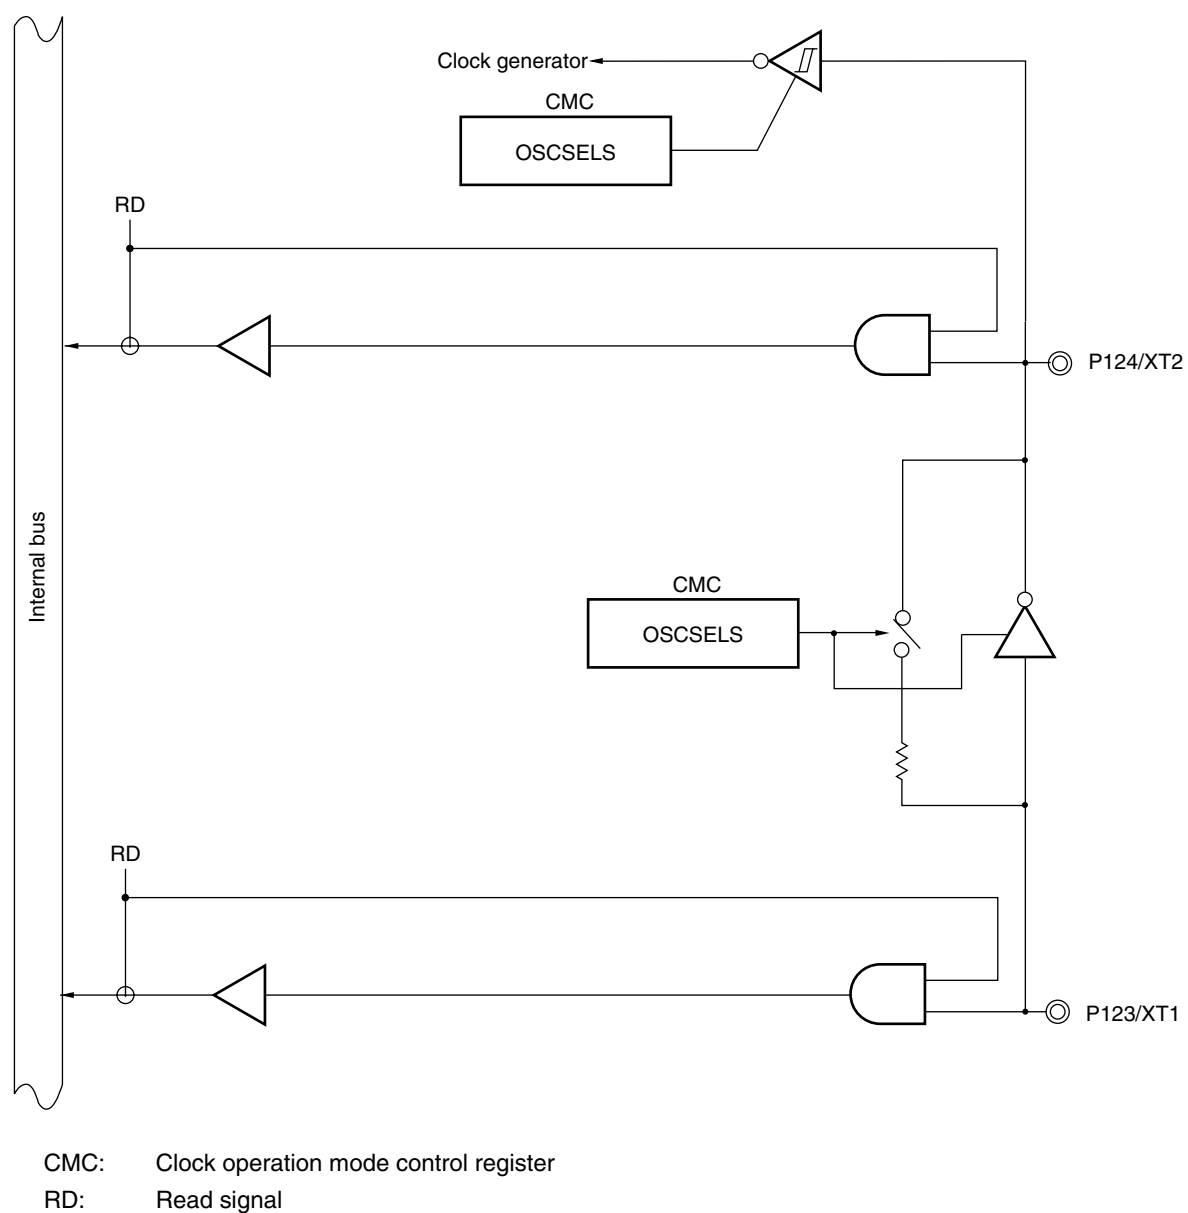 Clock generator
CMC
OSCSELS
RD
P124/XT2
Internal bus
CMC
OSCSELS
RD
P123/XT1
CMC: Clock operation mode control register
RD: Read signal